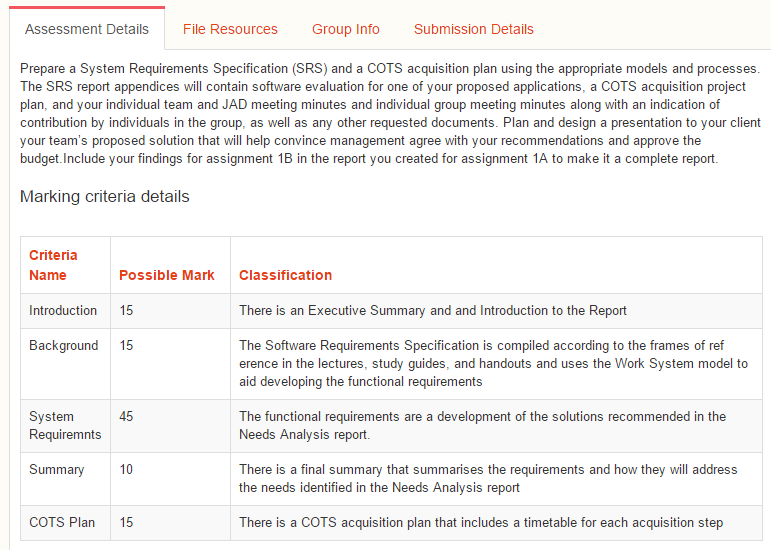 Assessment Details File Resources Group Info Submission Details
Prepare a System Requirements Specification (SRS) and a COTS acquisition plan using the appropriate models and processes.
The SRS report appendices will contain software evaluation for one of your proposed applications, a COTS acquisition project
plan, and your individual team and JAD meeting minutes and individual group meeting minutes along with an indication of
contribution by individuals in the group, as well as any other requested documents. Plan and design a presentation to your client
your team's proposed solution that will help convince management agree with your recommendations and approve the
budget.Include your findings for assignment 1B in the report you created for assignment 1A to make it a complete report.
Marking criteria details
Criteria
Name Possible Mark Classification
Introduction 15 There is an Executive Summary and and Introduction to the Report
Background 15 The Software Requirements Specification is compiled according to the frames of ref
erence in the lectures, study guides, and handouts and uses the Work System model to
aid developing the functional requirements
System 45 The functional requirements are a development of the solutions recommended in the
Requiremnts Needs Analysis report.
Summary 10 There is a final summary that summarises the requirements and how they will address
the needs identified in the Needs Analysis report
COTS Plan 15 There is a COTS acquisition plan that includes a timetable for each acquisition step